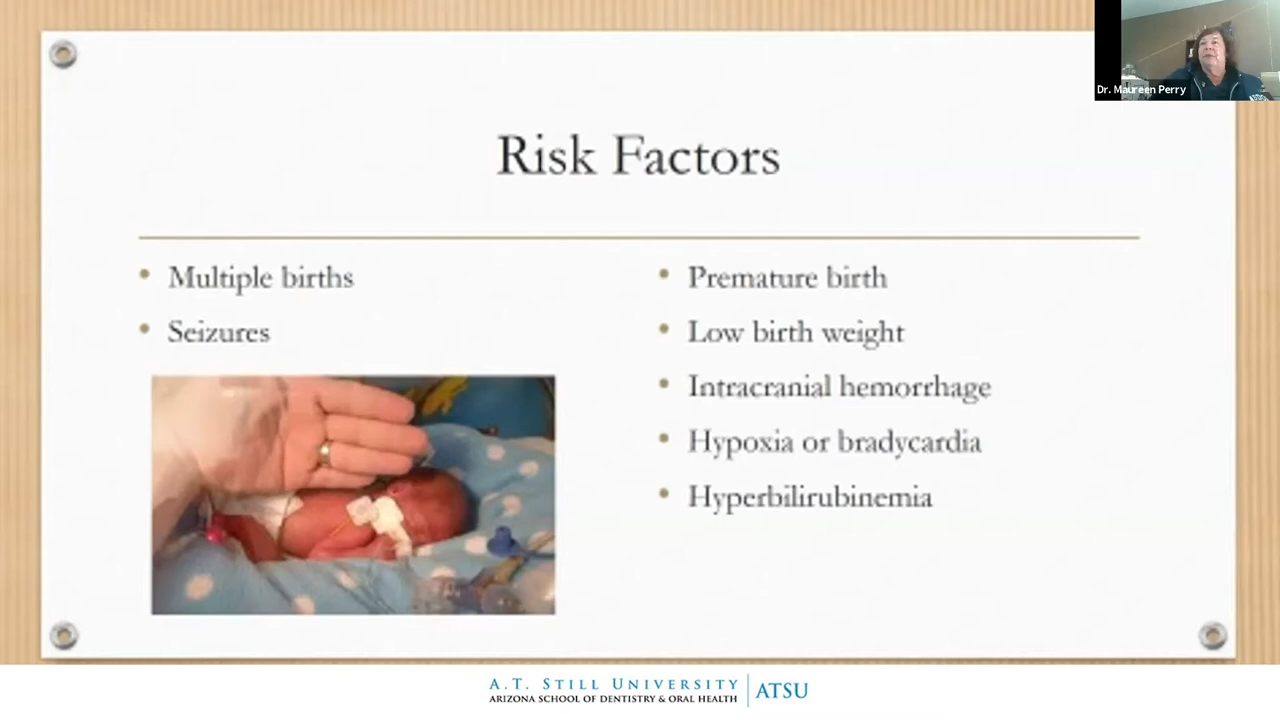 Dr. Maureen Perry
Risk Factors
Multiple births
Seizures
Premature birth
Low birth weight
Intracranial hemorrhage
Hypoxia or bradycardia
Hyperbilirubinemia
A.T. STILL UNIVERSITY
ARIZONA SCHOOL OF DENTISTRY & ORAL HEALTH
ATSU